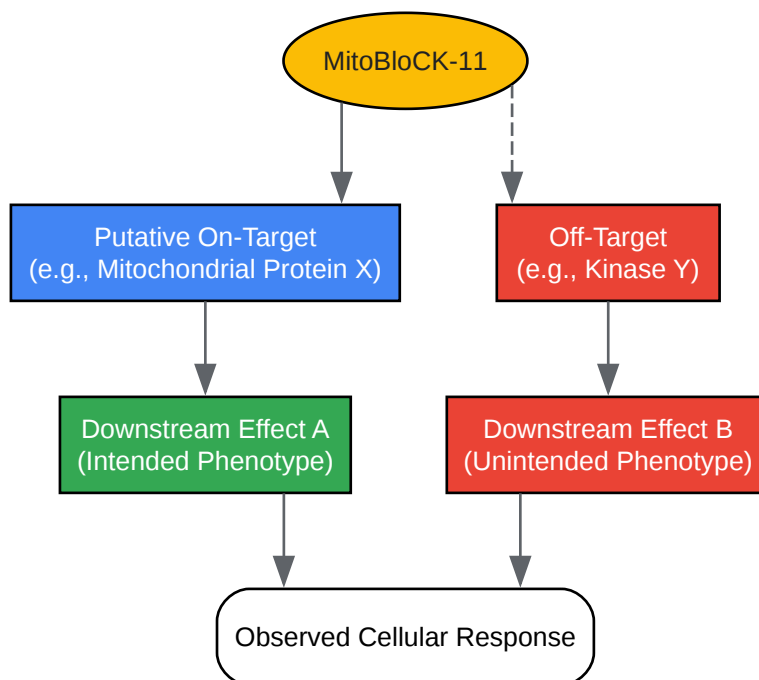 MitoBloCK-11
Putative On-Target
(e.g., Mitochondrial Protein X)
Off-Target
(e.g., Kinase Y)
Downstream Effect A
(Intended Phenotype)
Downstream Effect B
(Unintended Phenotype)
Observed Cellular Response